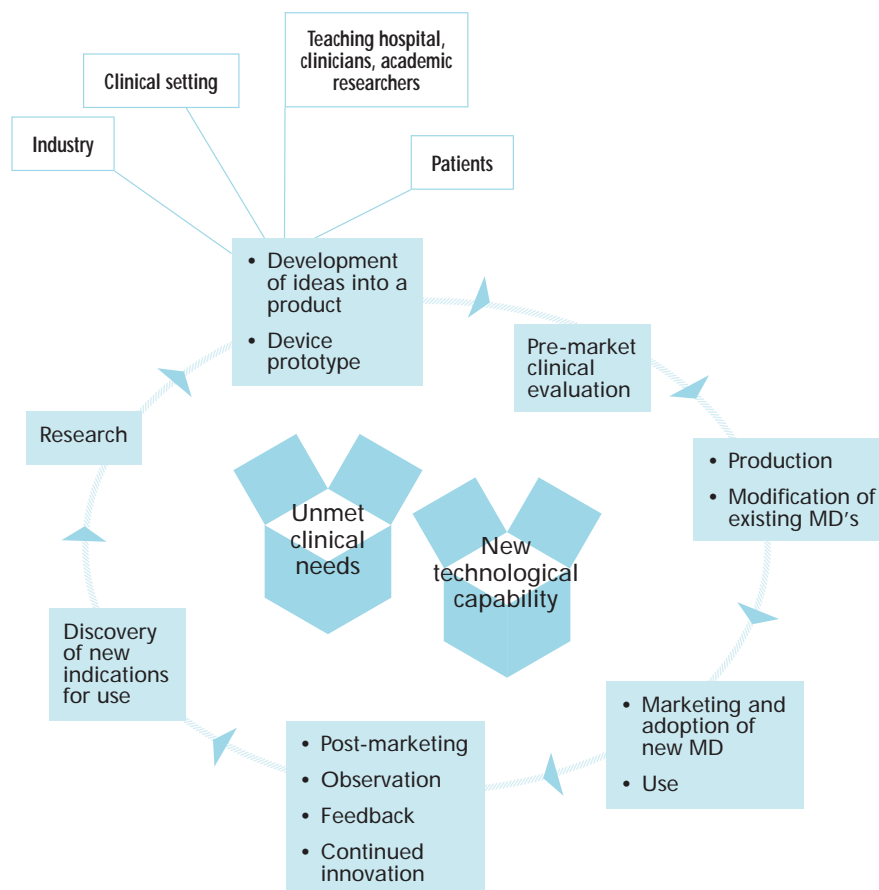 Teaching hospital,
clinicians, academic
researchers
Clinical setting
Industry
Patients
• Development
of ideas into a
product
• Device
prototype
Pre-market
clinical
evaluation
Research
• Production
• Modification of
existing MD's
Unmet
clinical
needs
New
technological
capability
Discovery
of new
indications
for use
• Marketing and
adoption of
new MD
• Use
• Post-marketing
• Observation
• Feedback
• Continued
innovation